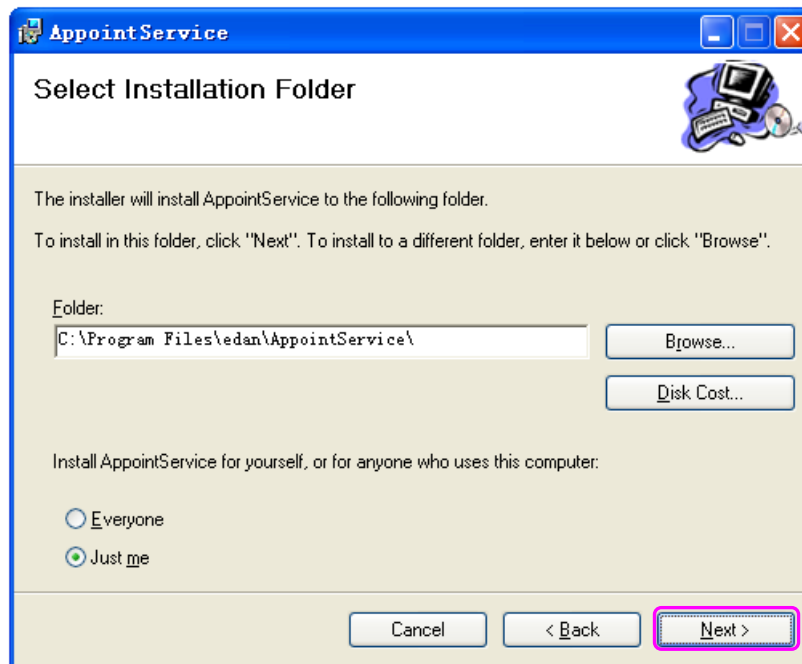 AppointService
Select Installation Folder
The installer will install AppointService to the following folder.
To install in this folder, click "Next". To install to a different folder, enter it below or click "Browse".
Folder:
C:\Program Files\edan\AppointService\
Browse...
Disk Cost...
Install AppointService for yourself, or for anyone who uses this computer:
Everyone
Just me
Cancel
< Back
Next >